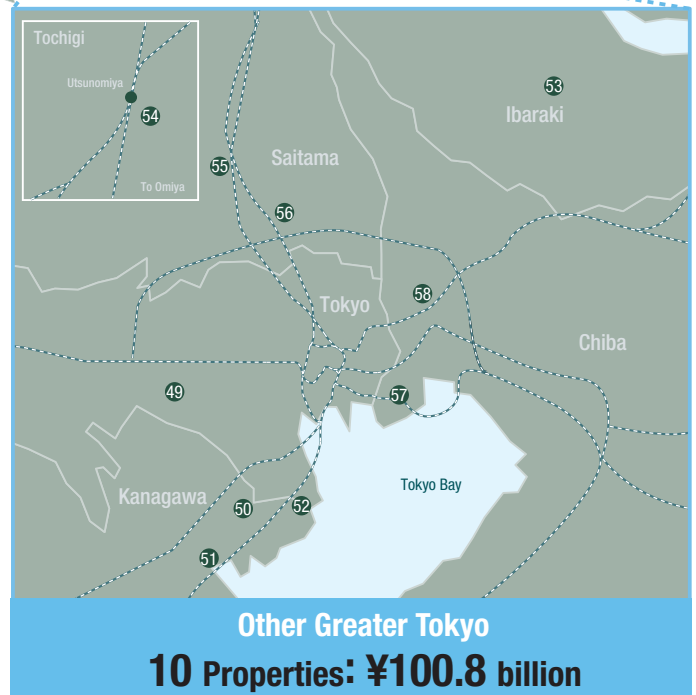 Tochigi
Utsunomiya
54
To Omiya
53
Ibaraki
Saitama
55
56
Tokyo
58
Chiba
49
57
Kanagawa
50
52
51
Tokyo Bay
Other Greater Tokyo
10 Properties: ¥100.8 billion